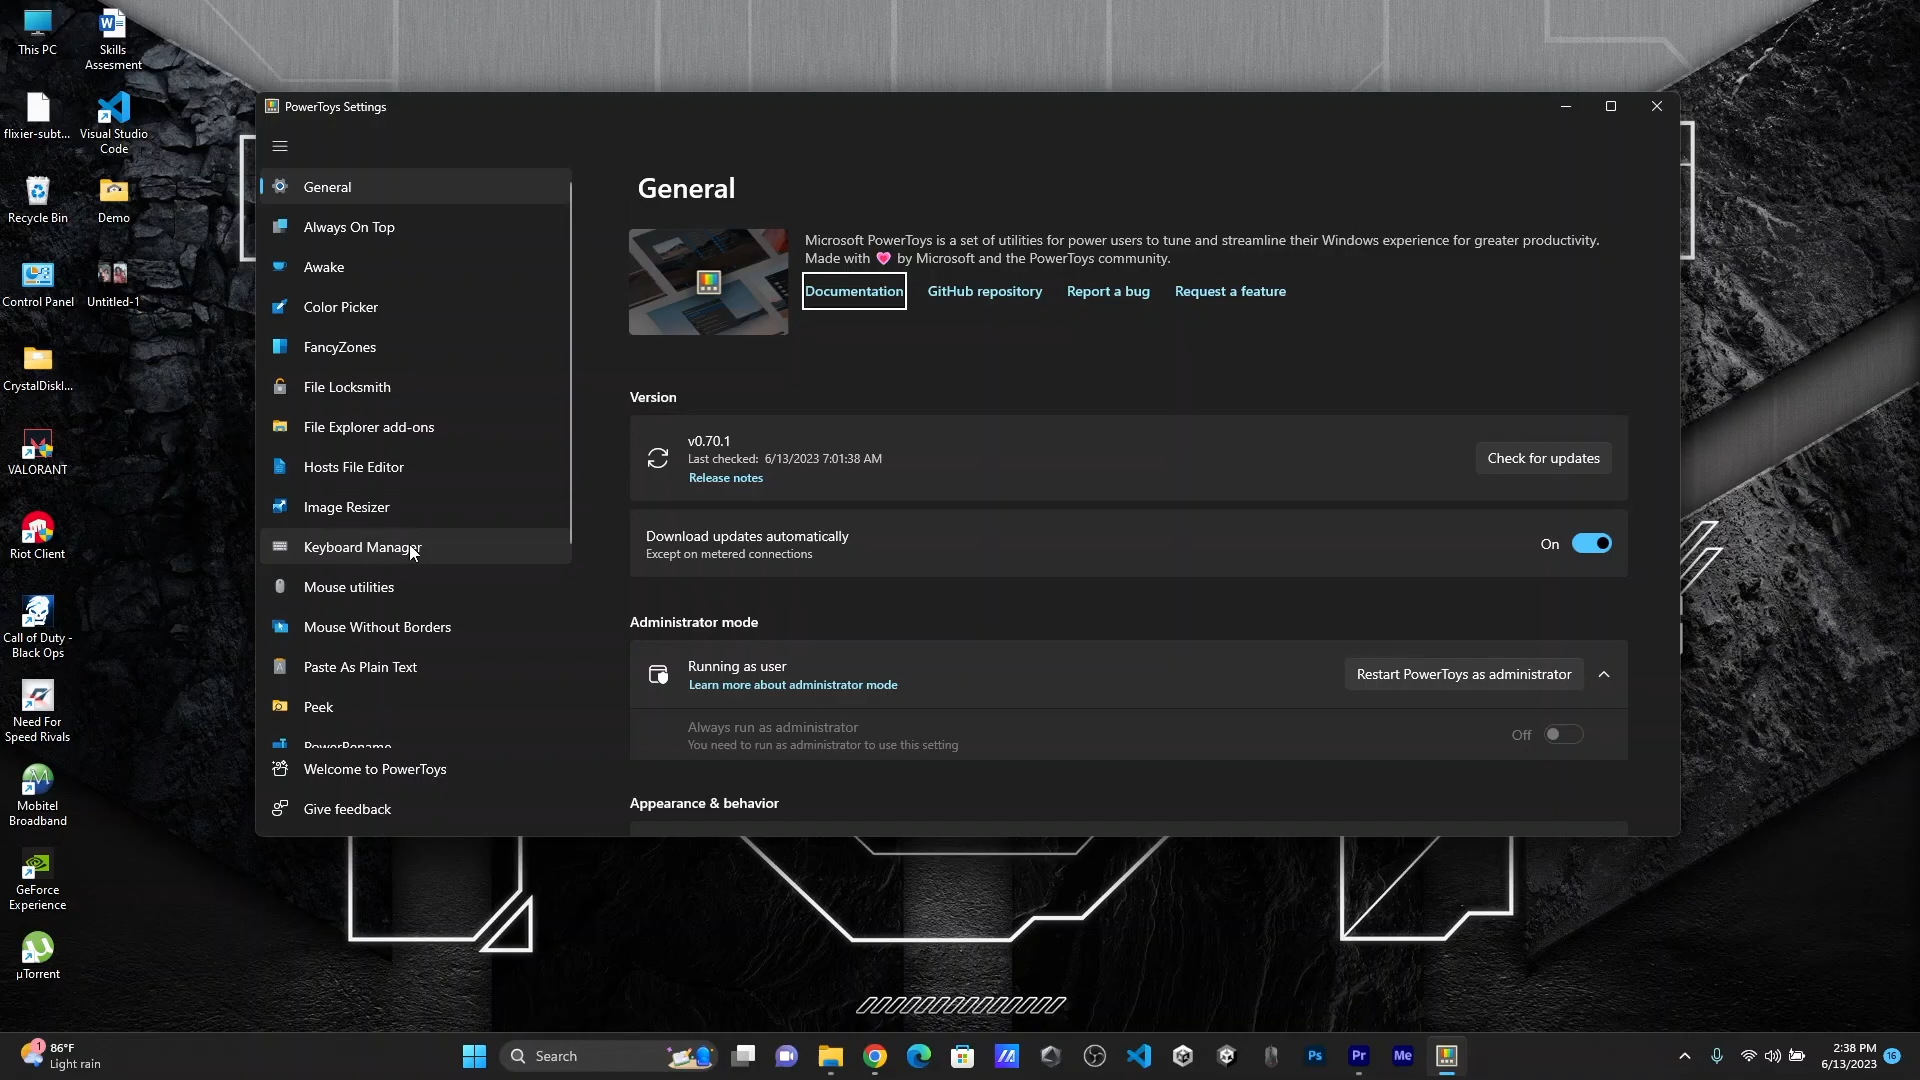 This PC
Skills
Assesment
flixier-subt...
Visual Studio
Code
Recycle Bin
Demo
Control Panel
Untitled-1
CrystalDiskI...
VALORANT
Riot Client
Call of Duty -
Black Ops
Need For
Speed Rivals
Mobitel
Broadband
GeForce
Experience
µTorrent
PowerToys Settings
General
Always On Top
Awake
Color Picker
FancyZones
File Locksmith
File Explorer add-ons
Hosts File Editor
Image Resizer
Keyboard Manager
Mouse utilities
Mouse Without Borders
Paste As Plain Text
Peek
PowerRename
Welcome to PowerToys
Give feedback
General
Microsoft PowerToys is a set of utilities for power users to tune and streamline their Windows experience for greater productivity.
Made with 💗 by Microsoft and the PowerToys community.
Documentation GitHub repository Report a bug Request a feature
Version
v0.70.1
Last checked: 6/13/2023 7:01:38 AM
Release notes
Check for updates
Download updates automatically
Except on metered connections
On
Administrator mode
Running as user
Learn more about administrator mode
Restart PowerToys as administrator
Always run as administrator
You need to run as administrator to use this setting
Off
Appearance & behavior
1
86°F
Light rain
Search
Ps
Pr
Me
2:38 PM
6/13/2023
16